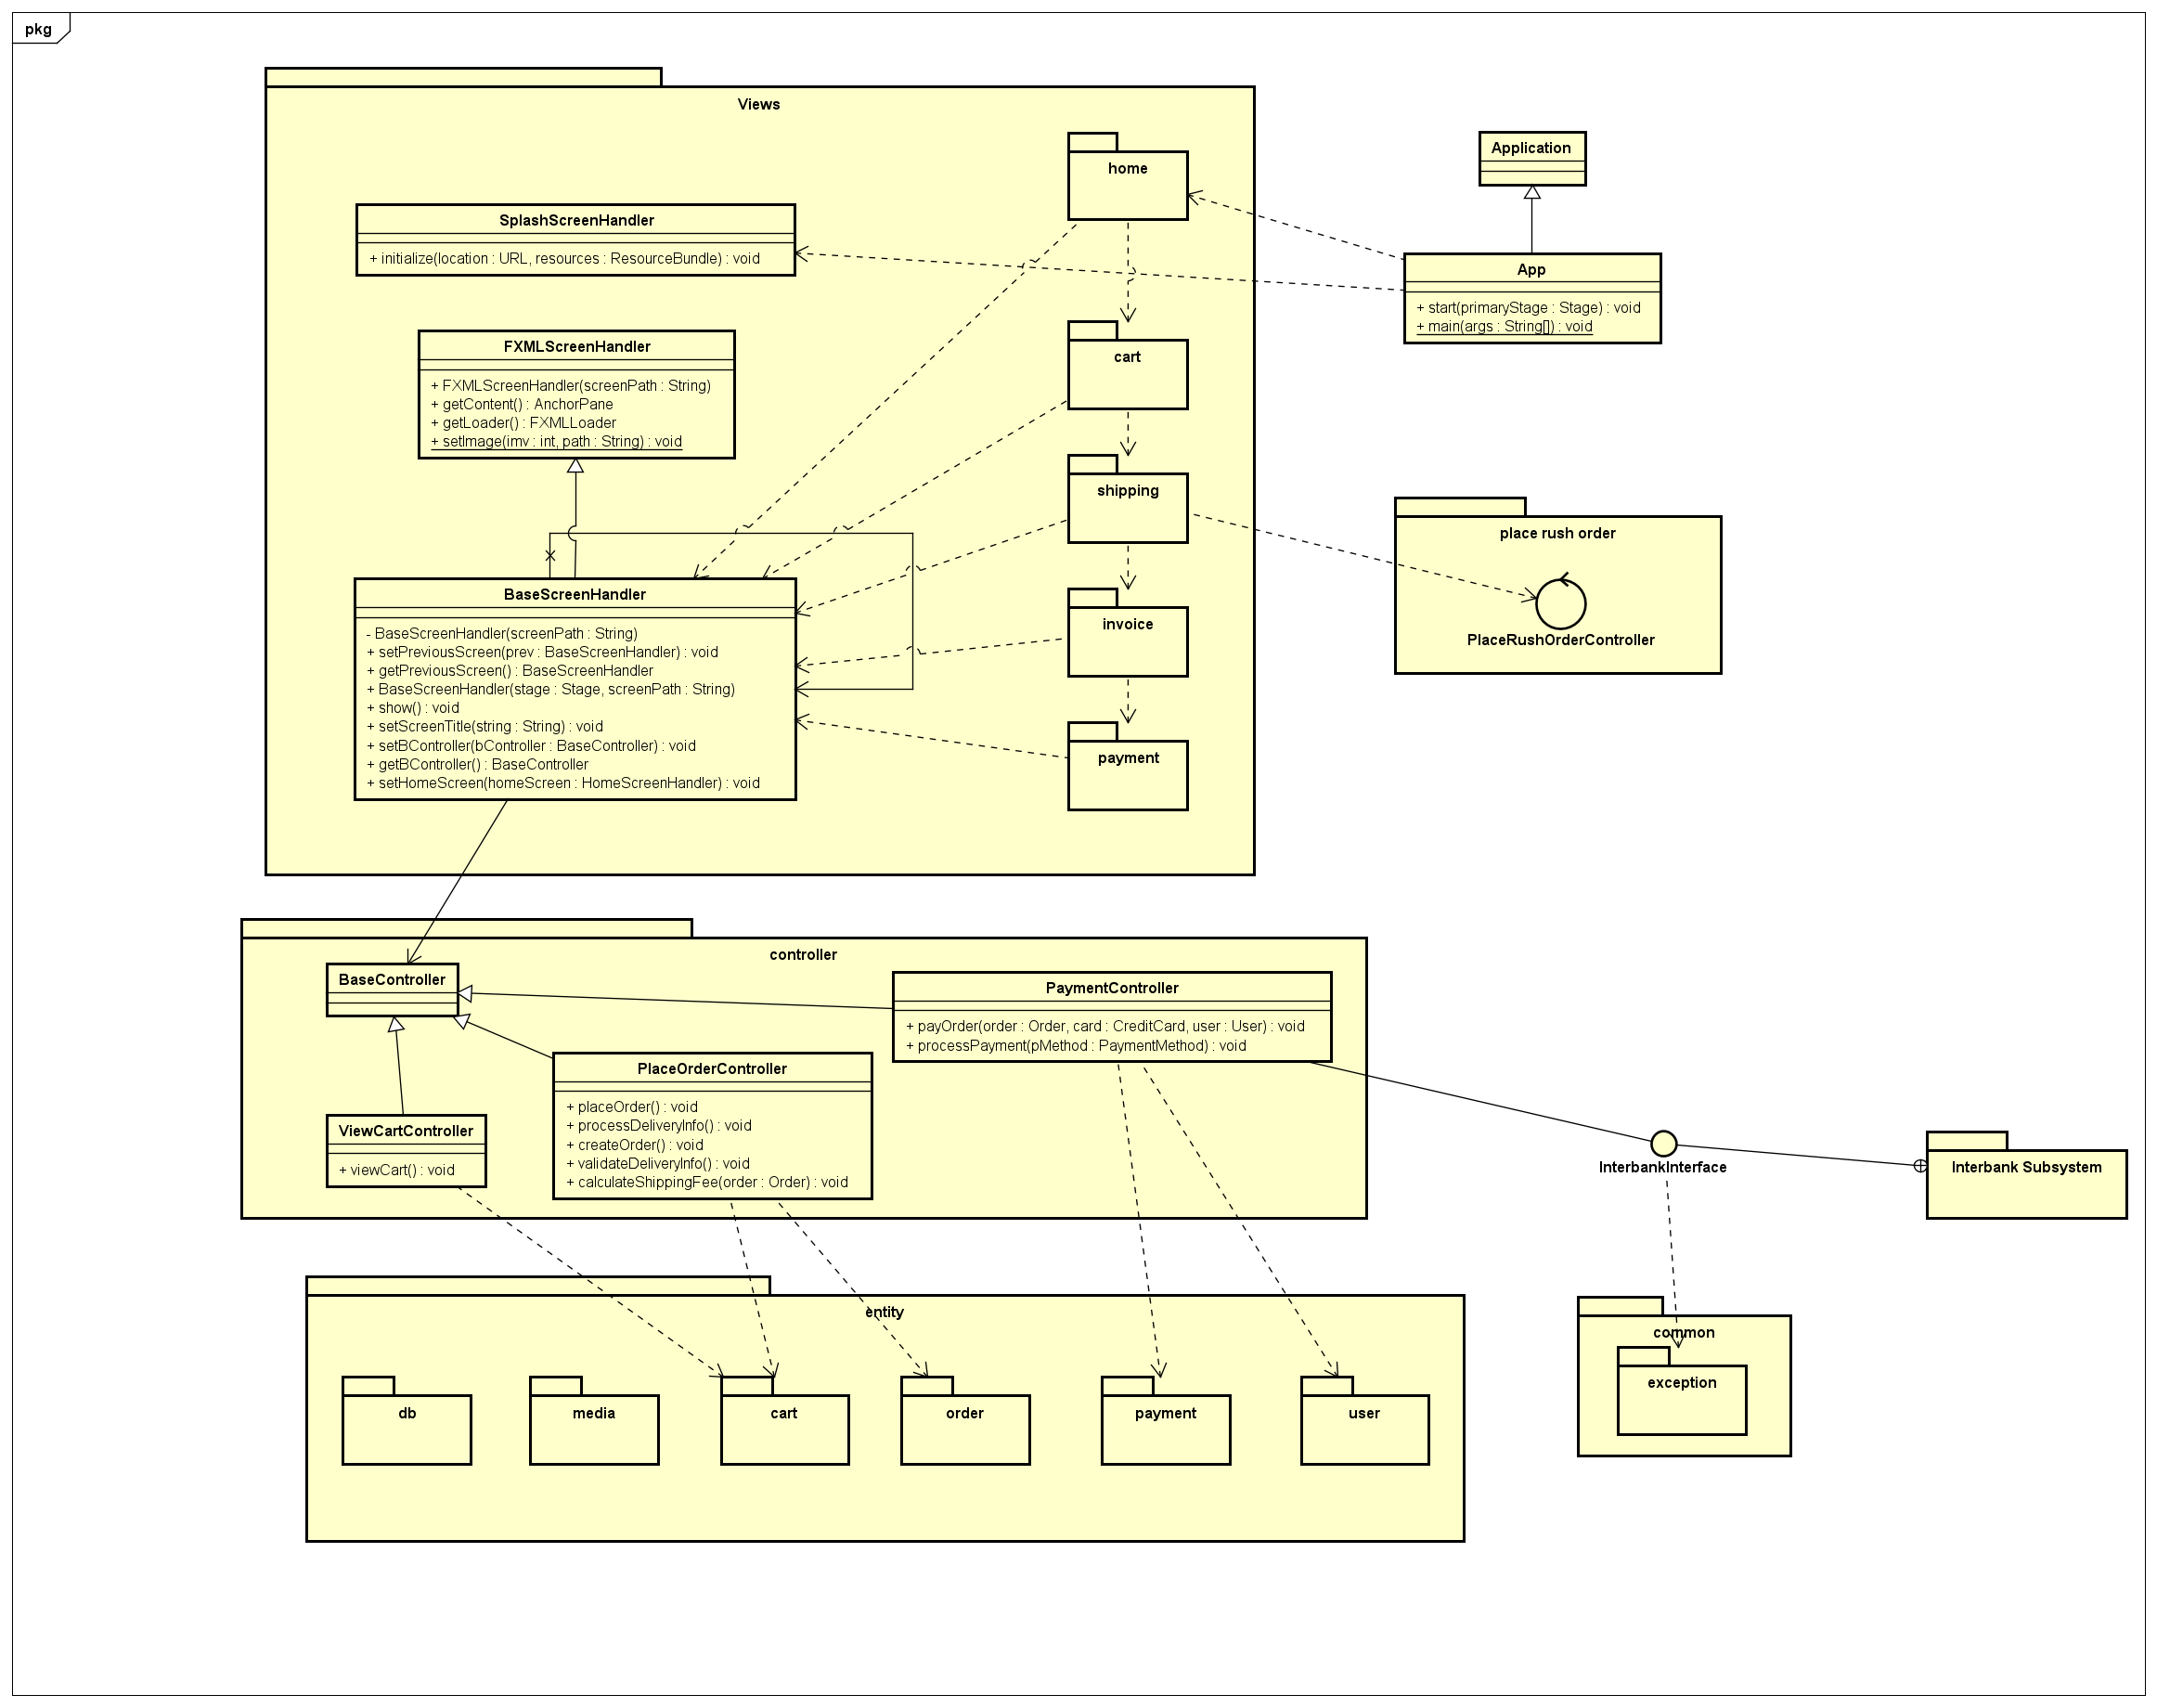 pkg
Views
home
SplashScreenHandler
+ initialize(location : URL, resources : ResourceBundle) : void
Application
App
+ start(primaryStage : Stage) : void
+ main(args : String[]) : void
FXMLScreenHandler
+ FXMLScreenHandler(screenPath : String)
+ getContent() : AnchorPane
+ getLoader() : FXMLLoader
+ setImage(imv : int, path : String) : void
cart
shipping
place rush order
PlaceRushOrderController
BaseScreenHandler
- BaseScreenHandler(screenPath : String)
+ setPreviousScreen(prev : BaseScreenHandler) : void
+ getPreviousScreen() : BaseScreenHandler
+ BaseScreenHandler(stage : Stage, screenPath : String)
+ show() : void
+ setScreenTitle(string : String) : void
+ setBController(bController : BaseController) : void
+ getBController() : BaseController
+ setHomeScreen(homeScreen : HomeScreenHandler) : void
invoice
payment
controller
BaseController
PaymentController
+ payOrder(order : Order, card : CreditCard, user : User) : void
+ processPayment(pMethod : PaymentMethod) : void
PlaceOrderController
+ placeOrder() : void
+ processDeliveryInfo() : void
+ createOrder() : void
+ validateDeliveryInfo() : void
+ calculateShippingFee(order : Order) : void
ViewCartController
+ viewCart() : void
InterbankInterface
Interbank Subsystem
entity
db
media
cart
order
payment
user
common
exception